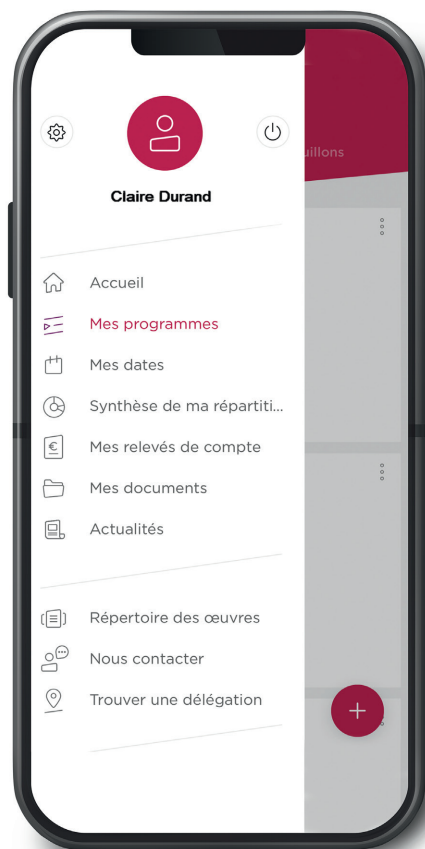 Claire Durand
Accueil
Mes programmes
Mes dates
Synthèse de ma répartiti...
Mes relevés de compte
Mes documents
Actualités
Répertoire des œuvres
Nous contacter
Trouver une délégation